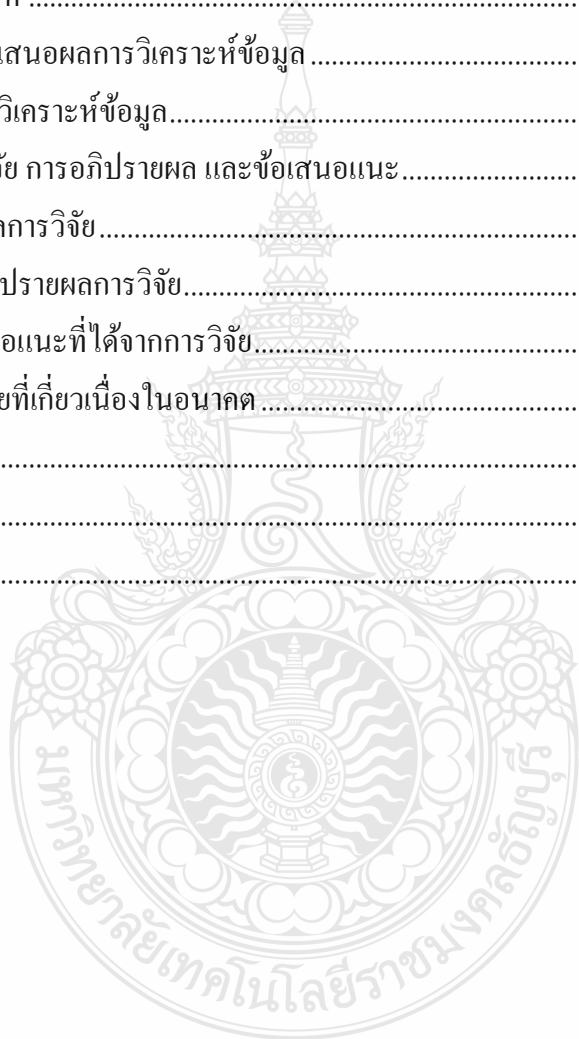 เสนอผลการวิเคราะห์ข้อมูล ................................
วิเคราะห์ข้อมูล................................................
การอภิปรายผล และข้อเสนอแนะ.....................
การวิจัย.........................................................
ปรายผลการวิจัย..............................................
แนะที่ได้จากการวิจัย.......................................
ที่เกี่ยวเนื่องในอนาคต ......................................
................................................................
................................................................
................................................................
มหาวิทยาลัยเทคโนโลยีราชมงคลธัญบุรี